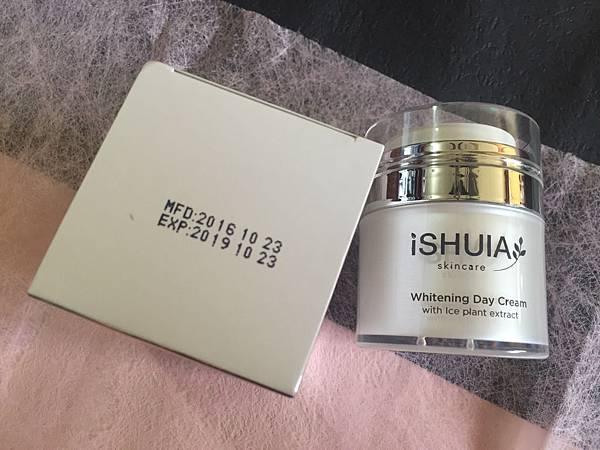 MFD:2016 10 23
EXP:2019 10 23
iSHUIA
skincare
Whitening Day Cream
with Ice plant extract